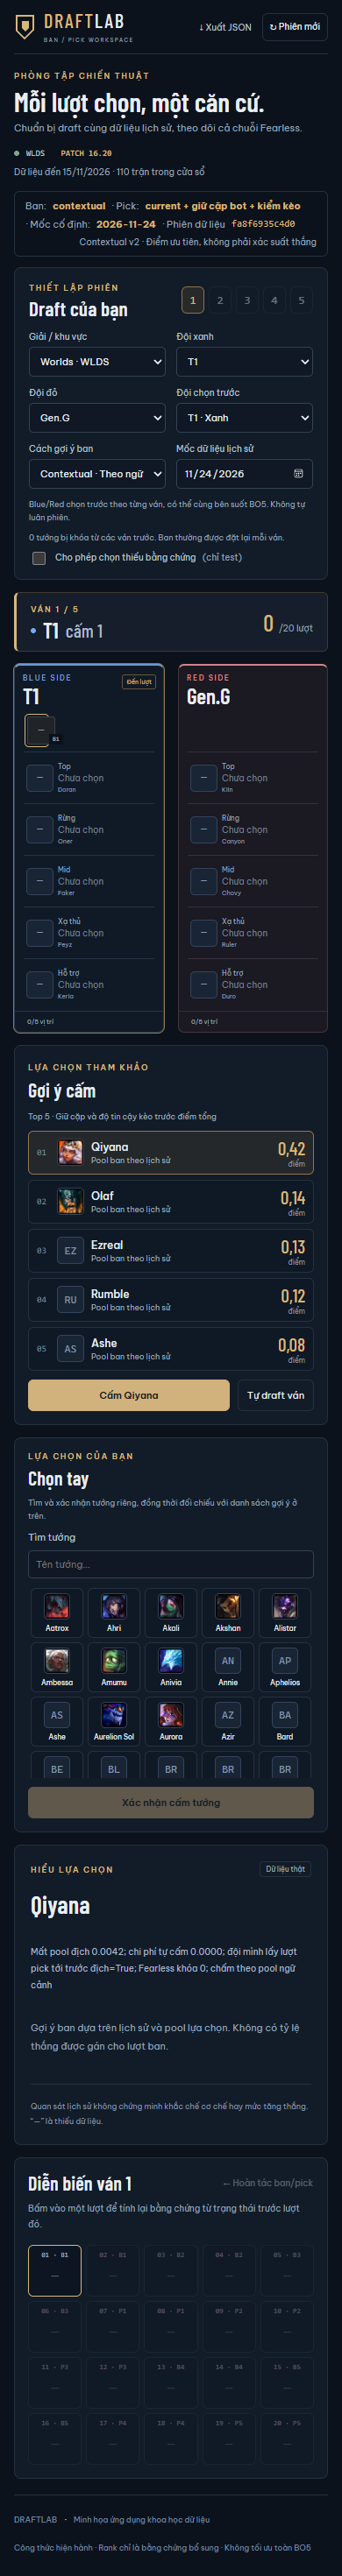 DRAFTLAB
BAN / PICK WORKSPACE
↓ Xuất JSON
↻ Phiên mới
PHÒNG TẬP CHIẾN THUẬT
Mỗi lượt chọn, một căn cứ.
Chuẩn bị draft cùng dữ liệu lịch sử, theo dõi cả chuỗi Fearless.
WLDS PATCH 16.20
Dữ liệu đến 15/11/2026 · 110 trận trong cửa sổ
Ban: contextual · Pick: current + giữ cặp bot + kiểm kèo
· Mốc cố định: 2026-11-24 · Phiên dữ liệu fa8f6935c4d0
Contextual v2 · Điểm ưu tiên, không phải xác suất thắng
THIẾT LẬP PHIÊN
Draft của bạn
1 2 3 4 5
Giải / khu vực
Đội xanh
Worlds · WLDS
T1
Đội đỏ
Đội chọn trước
Gen.G
T1 · Xanh
Cách gợi ý ban
Mốc dữ liệu lịch sử
Contextual · Theo ngữ
11/24/2026
Blue/Red chọn trước theo từng ván, có thể cùng bên suốt BO5. Không tự
luân phiên.
0 tướng bị khóa từ các ván trước. Ban thường được đặt lại mỗi ván.
Cho phép chọn thiếu bằng chứng (chỉ test)
VÁN 1 / 5
T1 cấm 1
0 /20 lượt
BLUE SIDE
Đến lượt
T1
—
B1
—
Top
Chưa chọn
Doran
—
Rừng
Chưa chọn
Oner
—
Mid
Chưa chọn
Faker
—
Xạ thủ
Chưa chọn
Peyz
—
Hỗ trợ
Chưa chọn
Keria
0/5 vị trí
RED SIDE
Gen.G
—
Top
Chưa chọn
Kiin
—
Rừng
Chưa chọn
Canyon
—
Mid
Chưa chọn
Chovy
—
Xạ thủ
Chưa chọn
Ruler
—
Hỗ trợ
Chưa chọn
Duro
0/5 vị trí
LỰA CHỌN THAM KHẢO
Gợi ý cấm
Top 5 · Giữ cặp và độ tin cậy kèo trước điểm tổng
01 Qiyana 0,42
Pool ban theo lịch sử điểm
02 Olaf 0,14
Pool ban theo lịch sử điểm
03 EZ Ezreal 0,13
Pool ban theo lịch sử điểm
04 RU Rumble 0,12
Pool ban theo lịch sử điểm
05 AS Ashe 0,08
Pool ban theo lịch sử điểm
Cấm Qiyana
Tự draft ván
LỰA CHỌN CỦA BẠN
Chọn tay
Tìm và xác nhận tướng riêng, đồng thời đối chiếu với danh sách gợi ý ở
trên.
Tìm tướng
Tên tướng...
Aatrox Ahri Akali Akshan Alistar
AN AP
Ambessa Amumu Anivia Annie Aphelios
AS AZ BA
Ashe Aurelion Sol Aurora Azir Bard
BE BL BR BR BR
Xác nhận cấm tướng
HIỂU LỰA CHỌN
Dữ liệu thật
Qiyana
Mất pool địch 0.0042; chi phí tự cấm 0.0000; đội mình lấy lượt
pick tới trước địch=True; Fearless khóa 0; chấm theo pool ngữ
cảnh
Gợi ý ban dựa trên lịch sử và pool lựa chọn. Không có tỷ lệ
thắng được gán cho lượt ban.
Quan sát lịch sử không chứng minh khắc chế cơ chế hay mức tăng thắng.
"—" là thiếu dữ liệu.
Diễn biến ván 1
← Hoàn tác ban/pick
Bấm vào một lượt để tính lại bằng chứng từ trạng thái trước lượt
đó.
01 · B1 02 · B1 03 · B2 04 · B2 05 · B3
— — — — —
06 · B3 07 · P1 08 · P1 09 · P2 10 · P2
— — — — —
11 · P3 12 · P3 13 · B4 14 · B4 15 · B5
— — — — —
16 · B5 17 · P4 18 · P4 19 · P5 20 · P5
— — — — —
DRAFTLAB · Minh họa ứng dụng khoa học dữ liệu
Công thức hiện hành · Rank chỉ là bằng chứng bổ sung · Không tối ưu toàn BO5